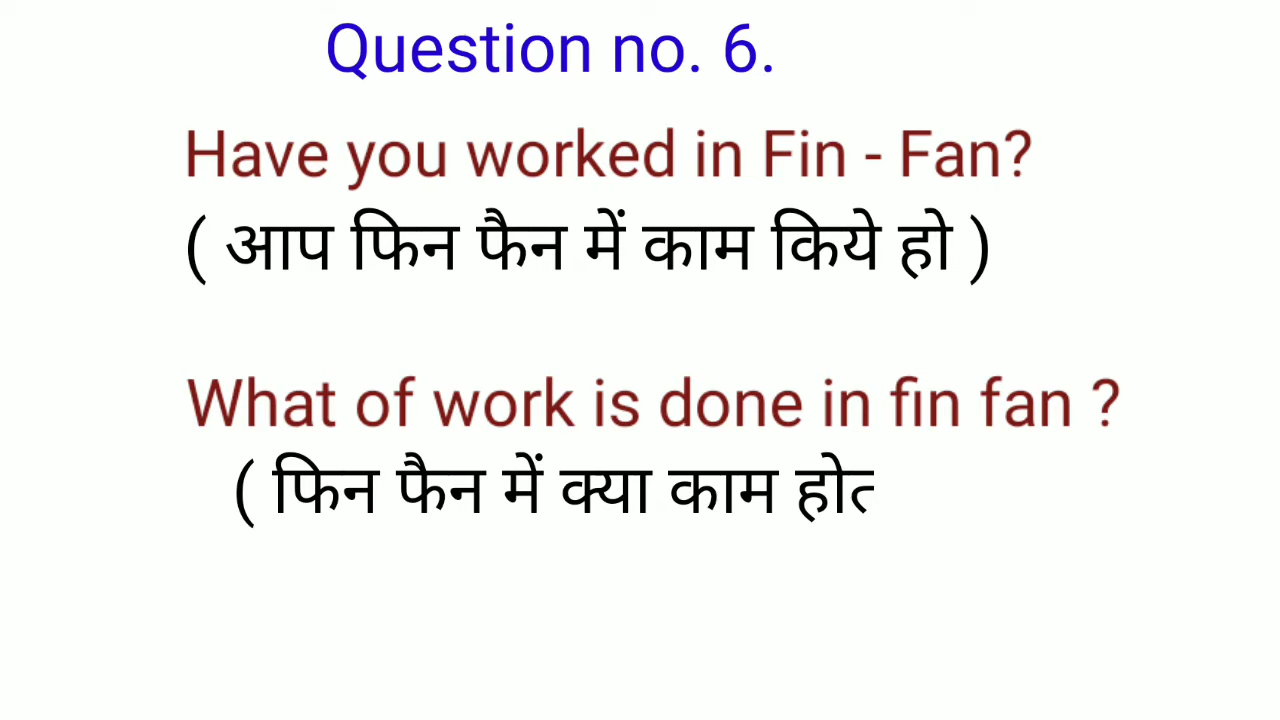 Question no. 6.
Have you worked in Fin - Fan?
( आप फिन फैन में काम किये हो )
What of work is done in fin fan ?
( फिन फैन में क्या काम